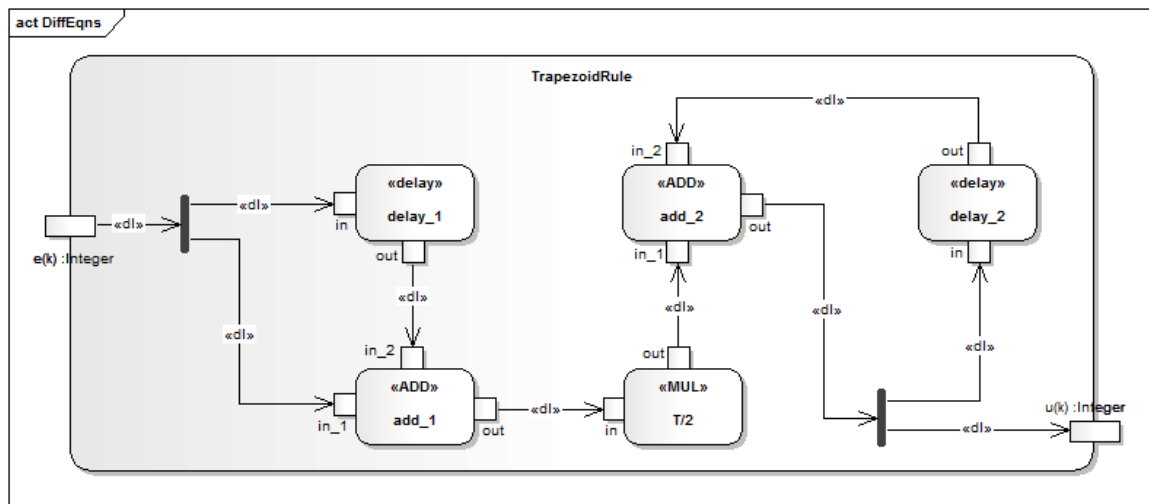 act DiffEqns
TrapezoidRule
«dl»
out
in_2
«delay»
«ADD»
«delay»
«dl»
delay_1
add_2
delay_2
«dl»
in
out
e(k) :Integer
out
in_1
in
«dl»
«dl»
«dl»
«dl»
«dl»
«dl»
in_2
out
«ADD»
«MUL»
add_1
«dl»
T/2
u(k) :Integer
in_1
out
in
«dl»